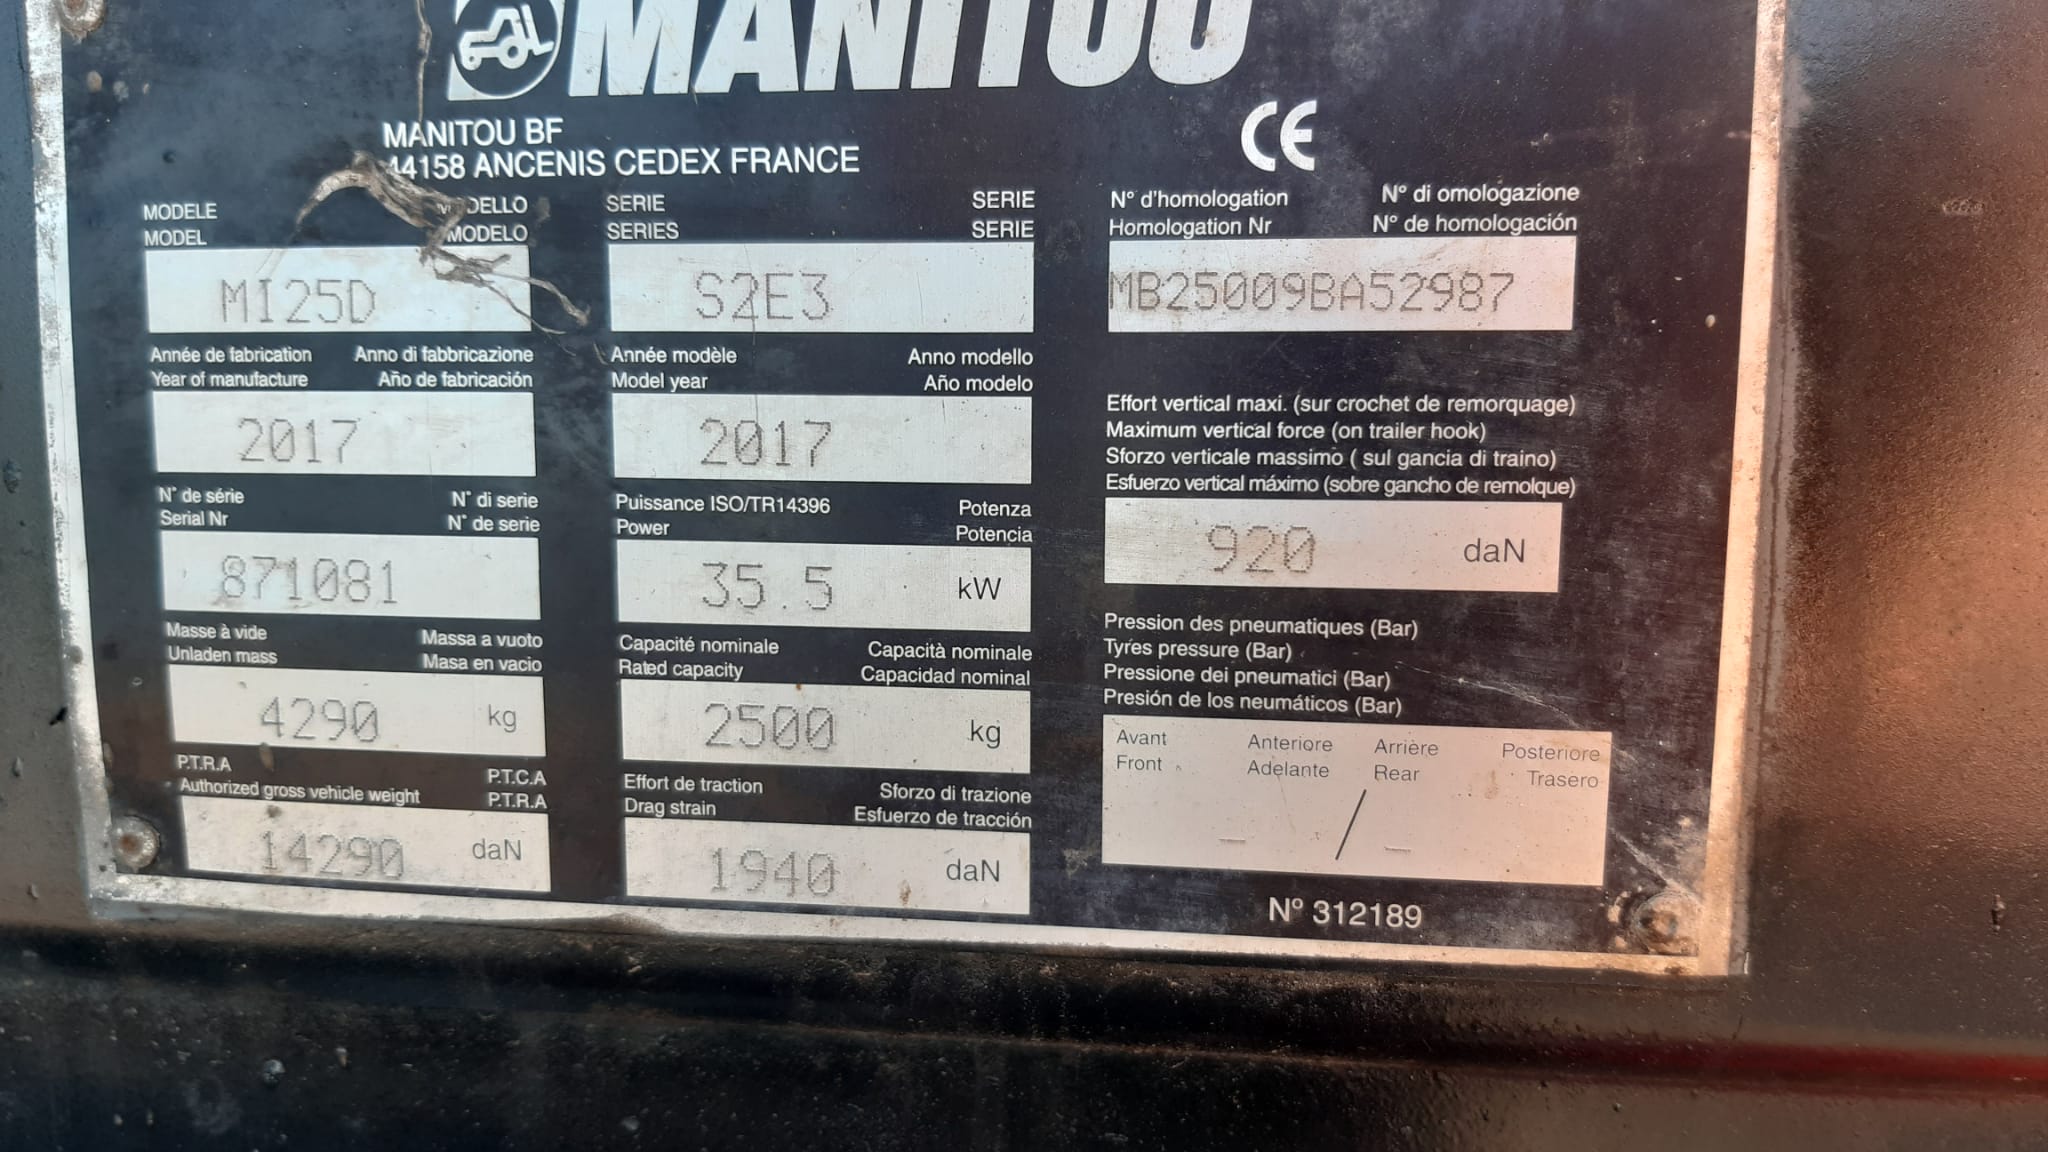 MANITOU
MANITOU BF
44158 ANCENIS CEDEX FRANCE
CE
MODELE MODELLO
MODEL MODELO
MI25D
SERIE SERIE
SERIES SERIE
S2E3
N° d'homologation N° di omologazione
Homologation Nr N° de homologación
MB25009BA52987
Année de fabrication Anno di fabbricazione
Year of manufacture Año de fabricación
2017
Année modèle Anno modello
Model year Año modelo
2017
Effort vertical maxi. (sur crochet de remorquage)
Maximum vertical force (on trailer hook)
Sforzo verticale massimo ( sul gancia di traino)
Esfuerzo vertical máximo (sobre gancho de remolque)
920 daN
N° de série N° di serie
Serial Nr N° de serie
871081
Puissance ISO/TR14396 Potenza
Power Potencia
35.5 kW
Masse à vide Massa a vuoto
Unladen mass Masa en vacio
4290 kg
Capacité nominale Capacità nominale
Rated capacity Capacidad nominal
2500 kg
Pression des pneumatiques (Bar)
Tyres pressure (Bar)
Pressione dei pneumatici (Bar)
Presión de los neumáticos (Bar)
Avant Anteriore Arrière Posteriore
Front Adelante Rear Trasero
— / —
P.T.R.A P.T.C.A
Authorized gross vehicle weight P.T.R.A
14290 daN
Effort de traction Sforzo di trazione
Drag strain Esfuerzo de tracción
1940 daN
N° 312189